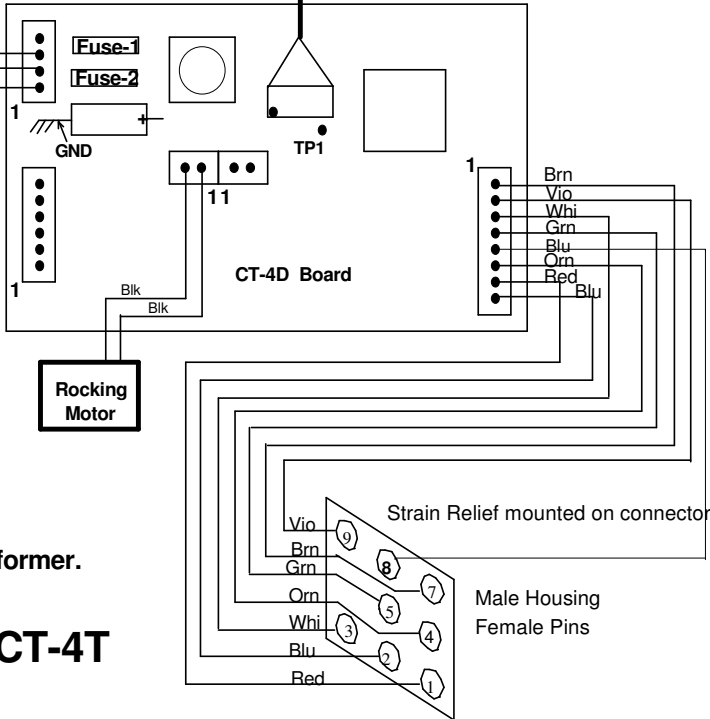 Fuse-1
Fuse-2
1
+
GND
TP1
11
1
1
CT-4D Board
Brn
Vio
Whi
Grn
Blu
Orn
Red
Blu
Blk
Blk
Rocking
Motor
Strain Relief mounted on connector
Vio
9
Brn
8
Grn
7
5
Orn
Whi
3
4
Blu
2
Red
1
Male Housing
Female Pins
former.
CT-4T